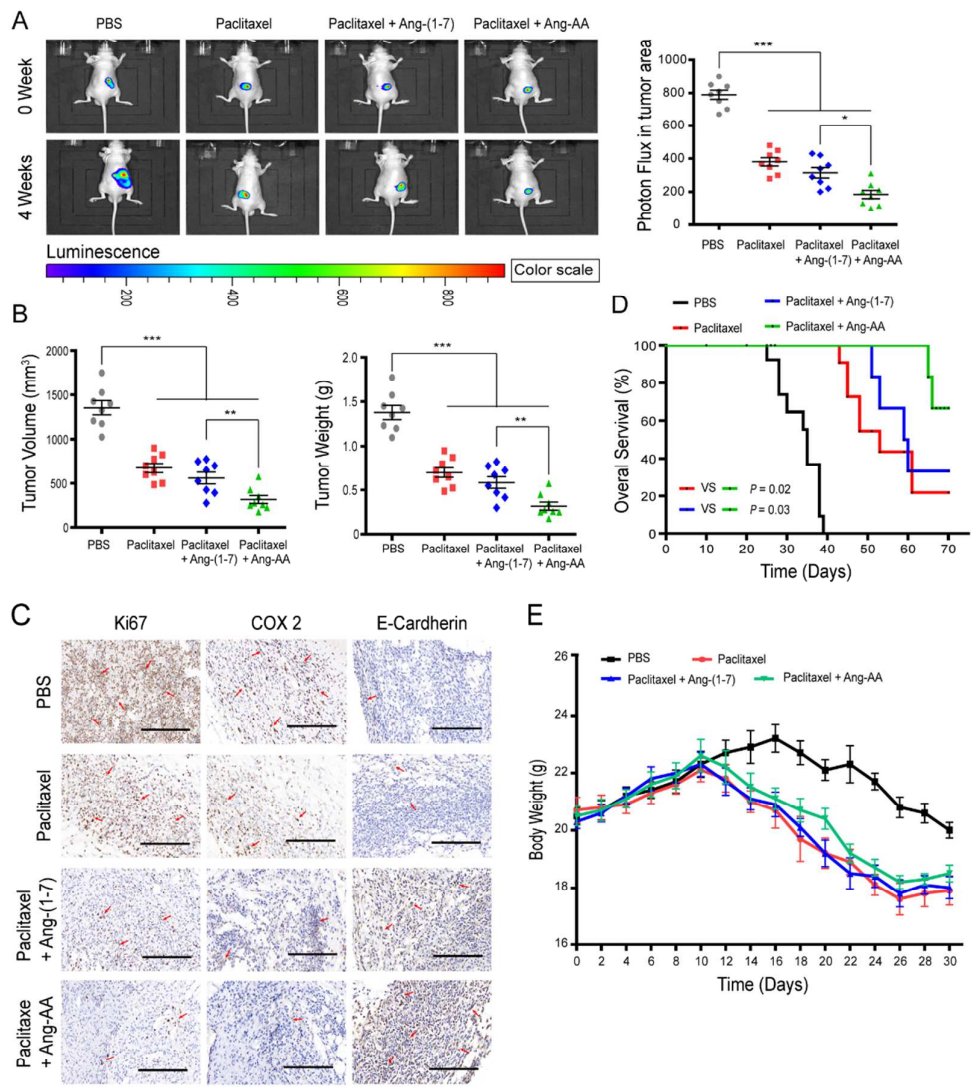 A
PBS
Paclitaxel
Paclitaxel + Ang-(1-7)
Paclitaxel + Ang-AA
0 Week
4 Weeks
Luminescence
Color scale
200
400
600
800
Photon Flux in tumor area
1000
800
600
400
200
0
***
*
PBS
Paclitaxel
Paclitaxel
+ Ang-(1-7)
Paclitaxel
+ Ang-AA
B
Tumor Volume (mm³)
2000
1500
1000
500
0
***
**
PBS
Paclitaxel
Paclitaxel
+ Ang-(1-7)
Paclitaxel
+ Ang-AA
Tumor Weight (g)
2.0
1.5
1.0
0.5
0.0
***
**
PBS
Paclitaxel
Paclitaxel
+ Ang-(1-7)
Paclitaxel
+ Ang-AA
D
PBS
Paclitaxel + Ang-(1-7)
Paclitaxel
Paclitaxel + Ang-AA
Overal Survival (%)
100
80
60
40
20
0
VS P = 0.02
VS P = 0.03
0 10 20 30 40 50 60 70
Time (Days)
C
Ki67
COX 2
E-Cardherin
PBS
Paclitaxel
Paclitaxel
+ Ang-(1-7)
Paclitaxe
+ Ang-AA
E
PBS
Paclitaxel
Paclitaxel + Ang-(1-7)
Paclitaxel + Ang-AA
Body Weight (g)
26
24
22
20
18
16
0 2 4 6 8 10 12 14 16 18 20 22 24 26 28 30
Time (Days)